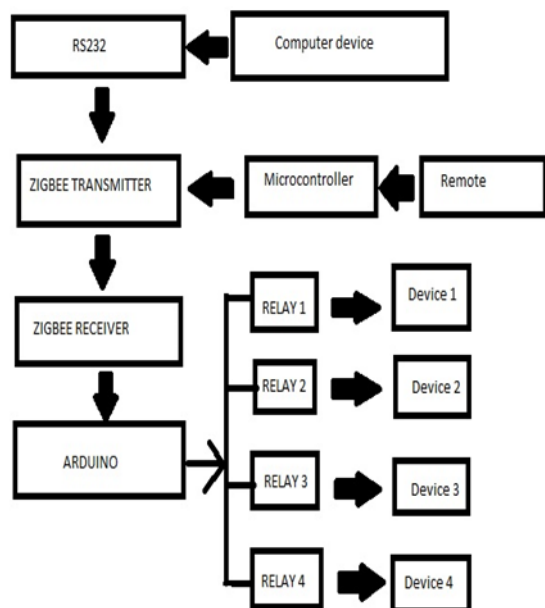 RS232
Computer device
ZIGBEE TRANSMITTER
Microcontroller
Remote
ZIGBEE RECEIVER
RELAY 1
Device 1
RELAY 2
Device 2
ARDUINO
RELAY 3
Device 3
RELAY 4
Device 4